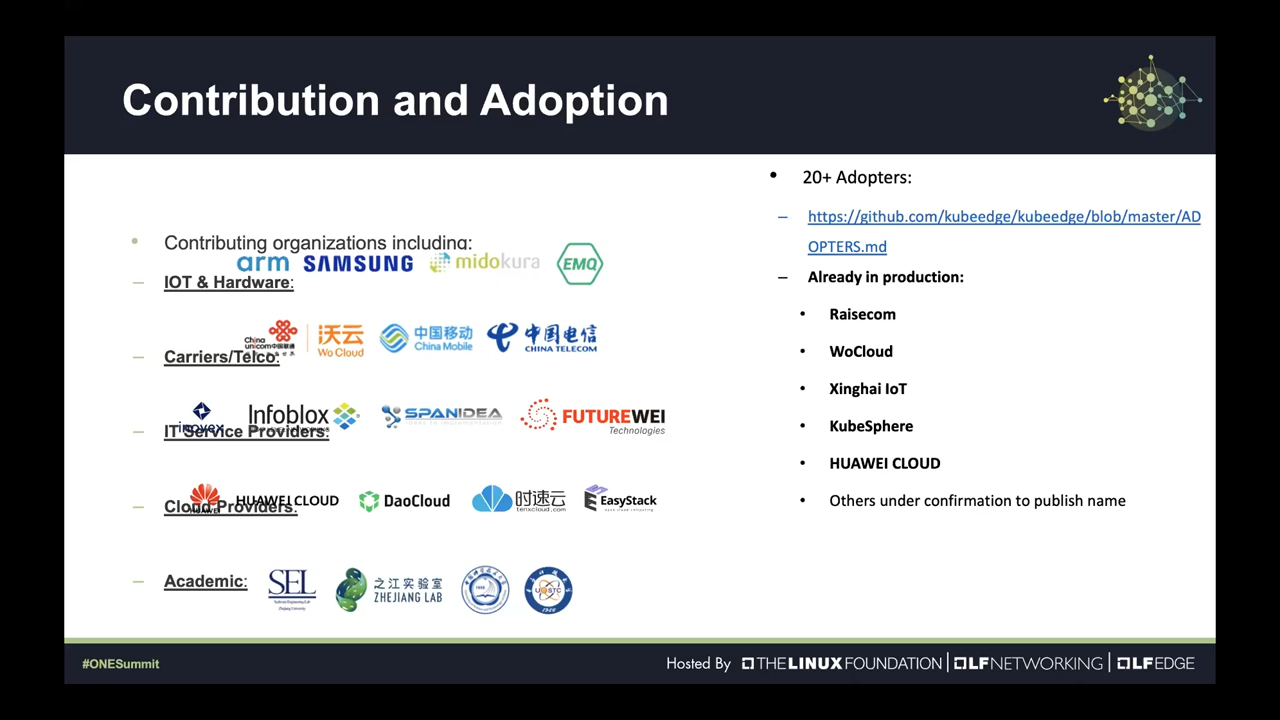 Contribution and Adoption
• Contributing organizations including:
arm SAMSUNG midokura EMQ
– IOT & Hardware:
China unicom中国联通 沃云 Wo Cloud 中国移动 China Mobile 中国电信 CHINA TELECOM
– Carriers/Telco:
inovex Infoblox SPANIDEA FUTUREWEI Technologies
– IT Service Providers:
HUAWEI HUAWEI CLOUD DaoCloud 时速云 tenxcloud.com EasyStack
– Cloud Providers:
– Academic: SEL 之江实验室 ZHEJIANG LAB
• 20+ Adopters:
– https://github.com/kubeedge/kubeedge/blob/master/AD
OPTERS.md
– Already in production:
• Raisecom
• WoCloud
• Xinghai IoT
• KubeSphere
• HUAWEI CLOUD
• Others under confirmation to publish name
#ONESummit
Hosted By THE LINUX FOUNDATION | LF NETWORKING | LF EDGE